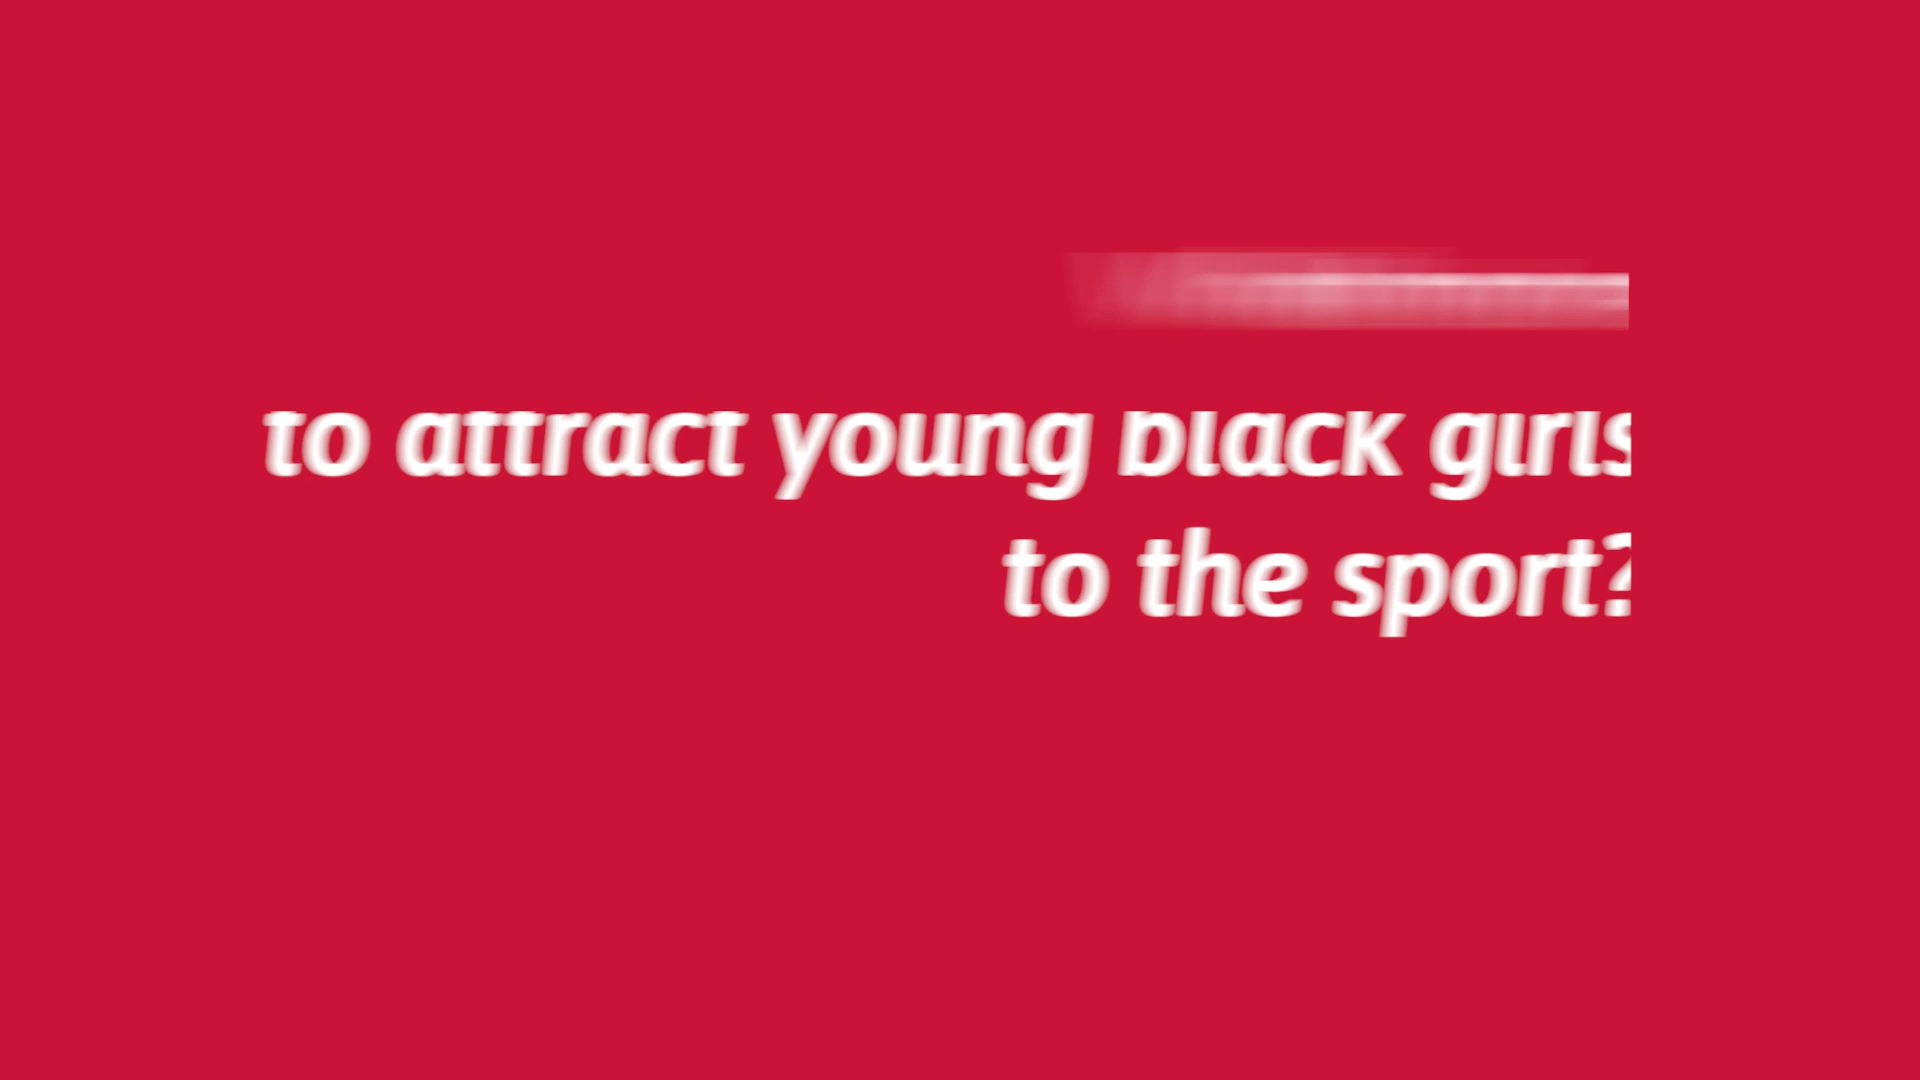 to attract young black girls
to the sport?